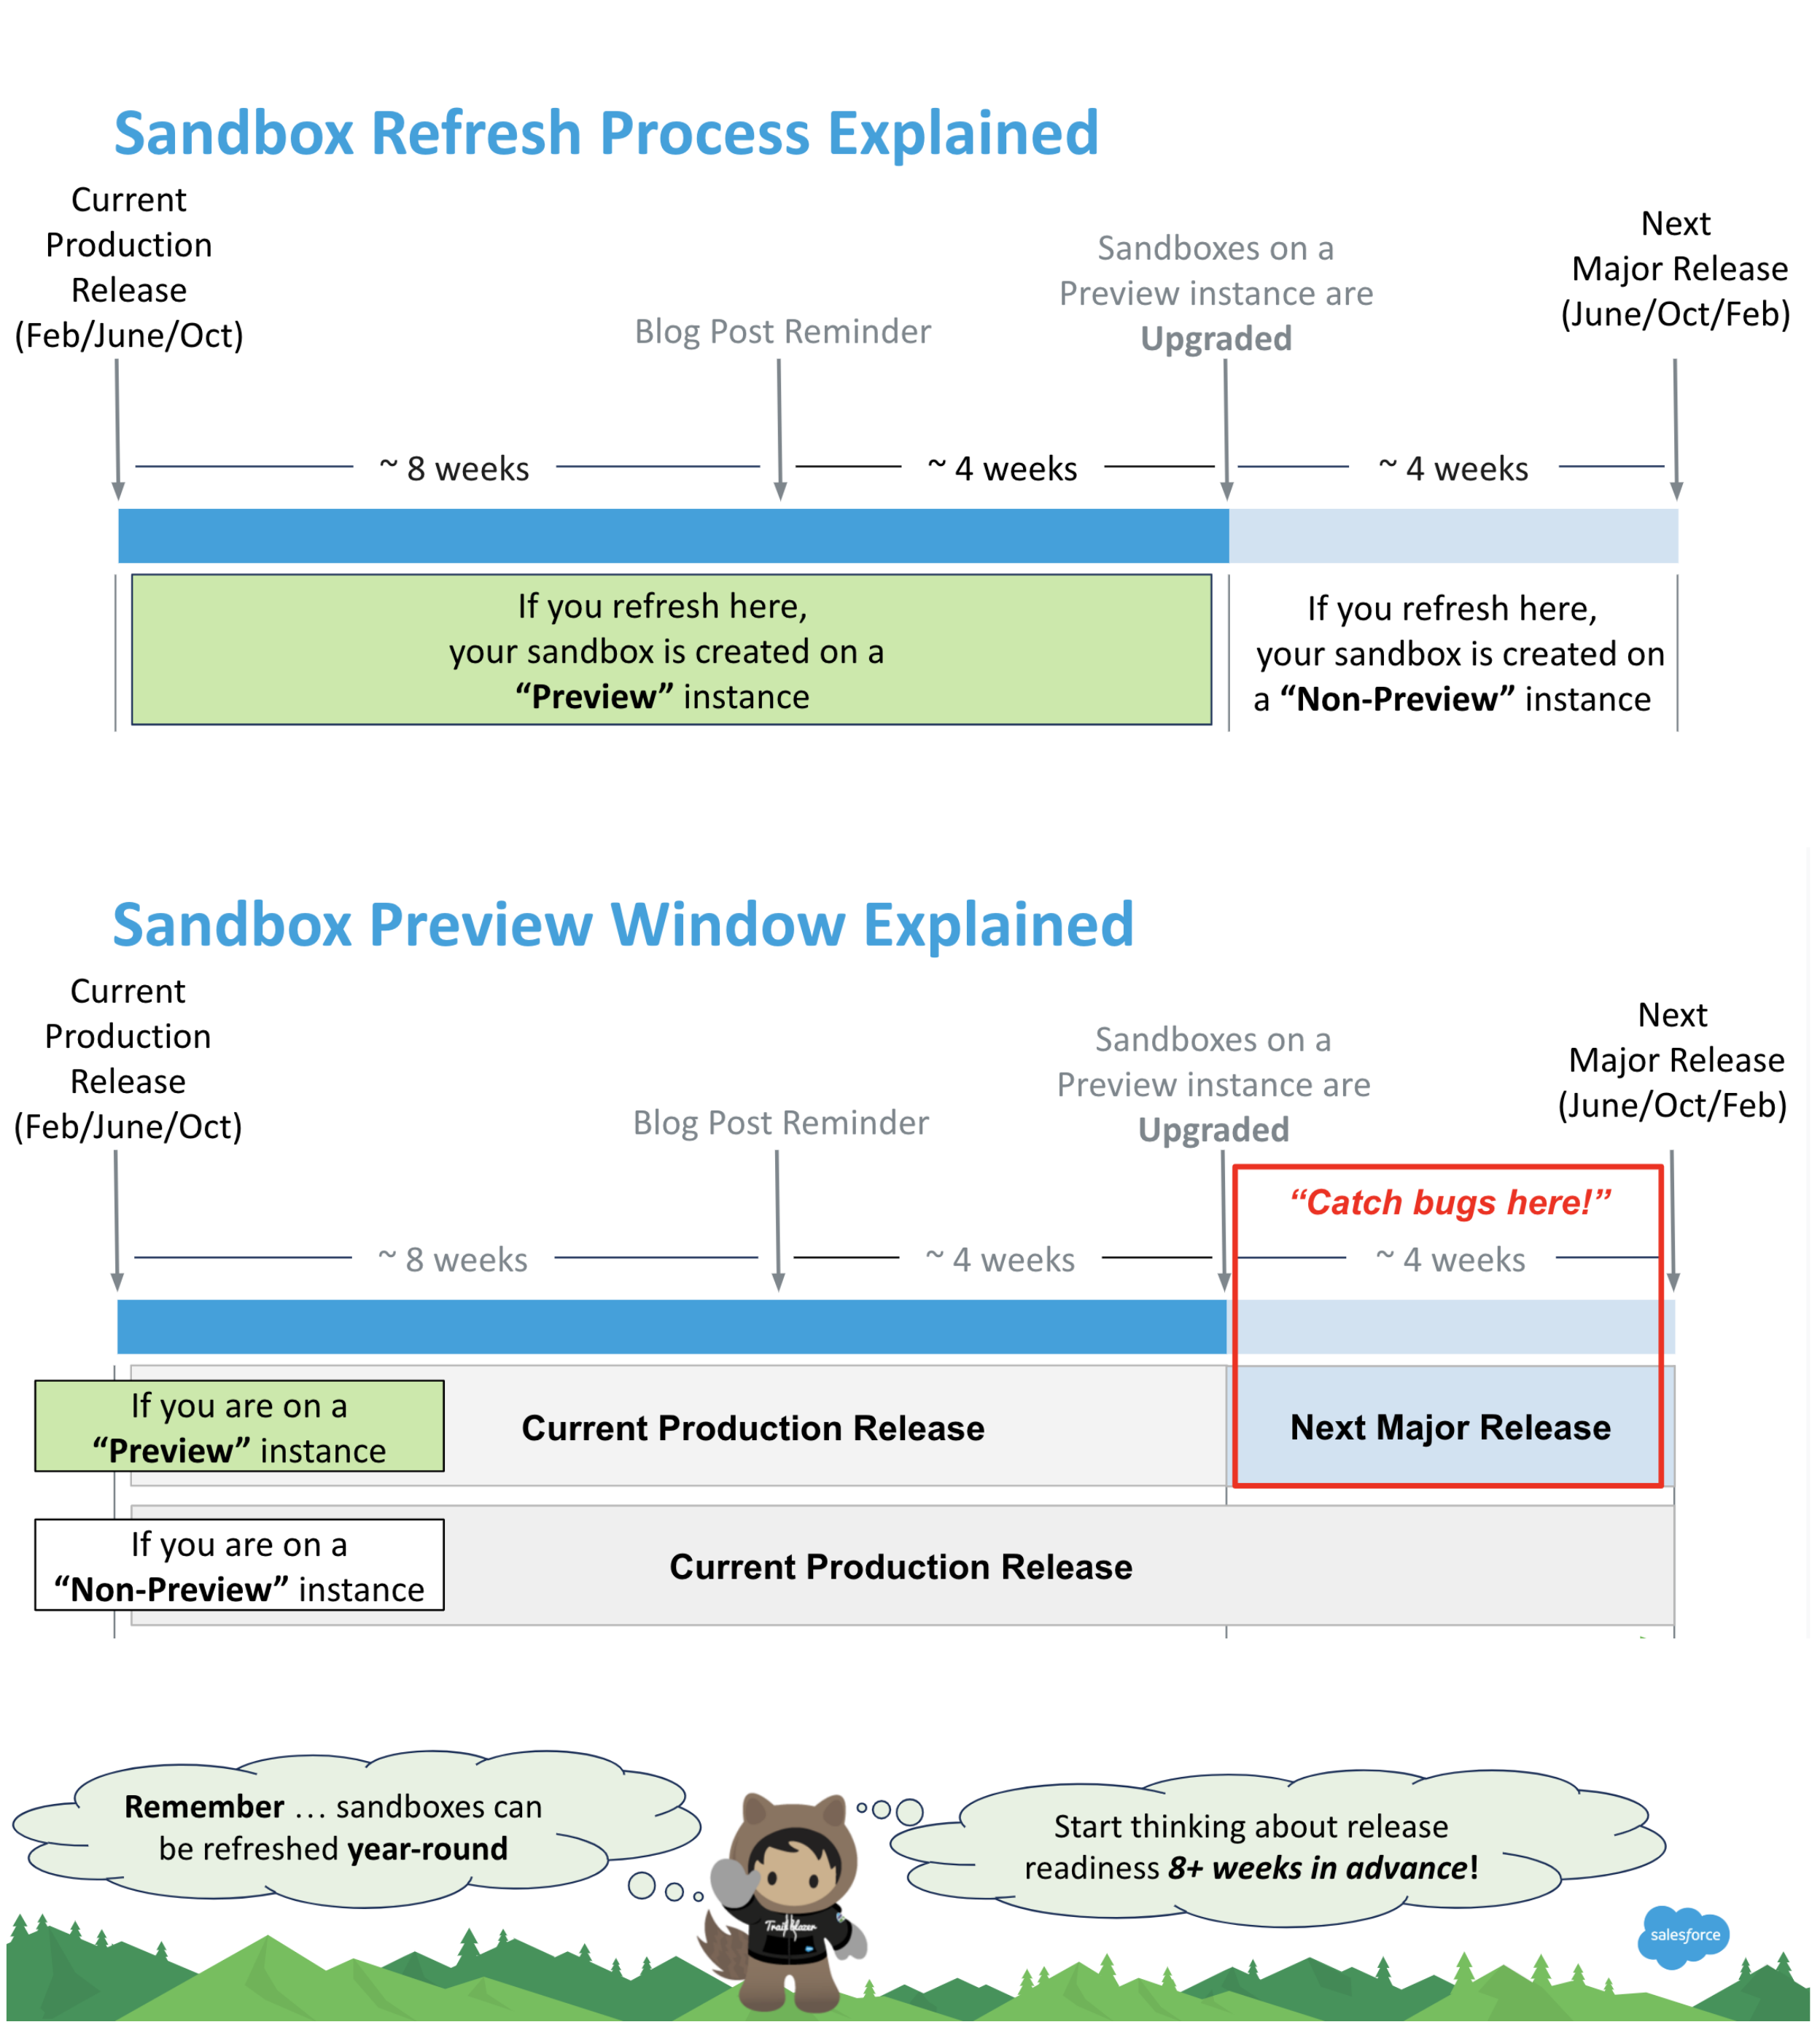 Sandbox Refresh Process Explained
Current
Production
Release
(Feb/June/Oct)
Blog Post Reminder
Sandboxes on a
Preview instance are
Upgraded
Next
Major Release
(June/Oct/Feb)
~ 8 weeks
~ 4 weeks
~ 4 weeks
If you refresh here,
your sandbox is created on a
“Preview” instance
If you refresh here,
your sandbox is created on
a “Non-Preview” instance
Sandbox Preview Window Explained
Current
Production
Release
(Feb/June/Oct)
Blog Post Reminder
Sandboxes on a
Preview instance are
Upgraded
Next
Major Release
(June/Oct/Feb)
“Catch bugs here!”
~ 8 weeks
~ 4 weeks
~ 4 weeks
If you are on a
“Preview” instance
Current Production Release
Next Major Release
If you are on a
“Non-Preview” instance
Current Production Release
Remember … sandboxes can
be refreshed year-round
Start thinking about release
readiness 8+ weeks in advance!
Trailblazer
salesforce